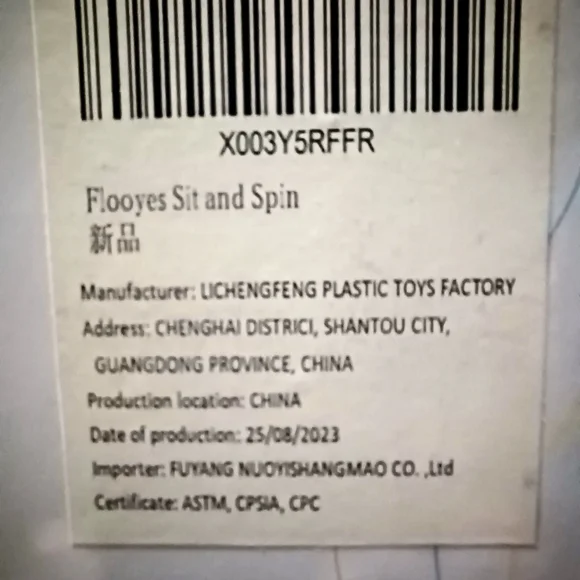 X003Y5RFFR
Flooyes Sit and Spin
新品
Manufacturer: LICHENGFENG PLASTIC TOYS FACTORY
Address: CHENGHAI DISTRICI, SHANTOU CITY,
GUANGDONG PROVINCE, CHINA
Production location: CHINA
Date of production: 25/08/2023
Importer: FUYANG NUOYISHANGMAO CO. ,Ltd
Certificate: ASTM, CPSIA, CPC